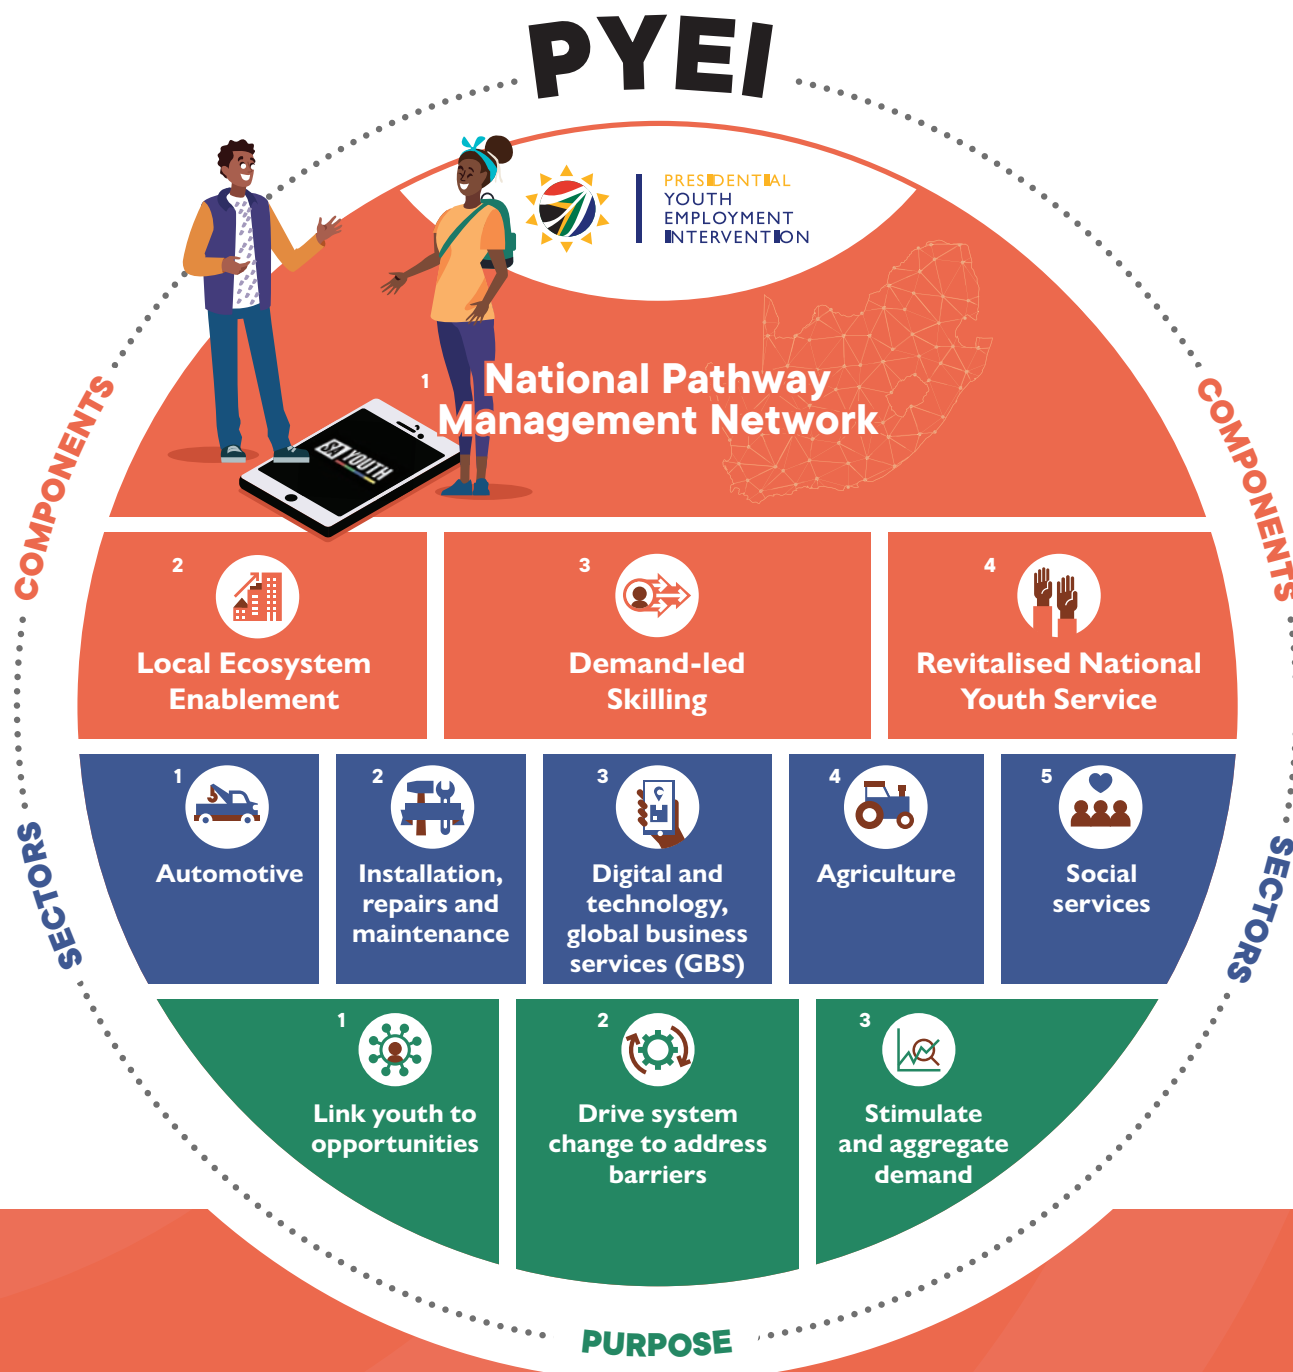 PYEI
PRESIDENTIAL
YOUTH
EMPLOYMENT
INTERVENTION
COMPONENTS
COMPONENTS
1
National Pathway
Management Network
SA YOUTH
2
Local Ecosystem
Enablement
3
Demand-led
Skilling
4
Revitalised National
Youth Service
SECTORS
SECTORS
1
Automotive
2
Installation,
repairs and
maintenance
3
Digital and
technology,
global business
services (GBS)
4
Agriculture
5
Social
services
1
Link youth to
opportunities
2
Drive system
change to address
barriers
3
Stimulate
and aggregate
demand
PURPOSE